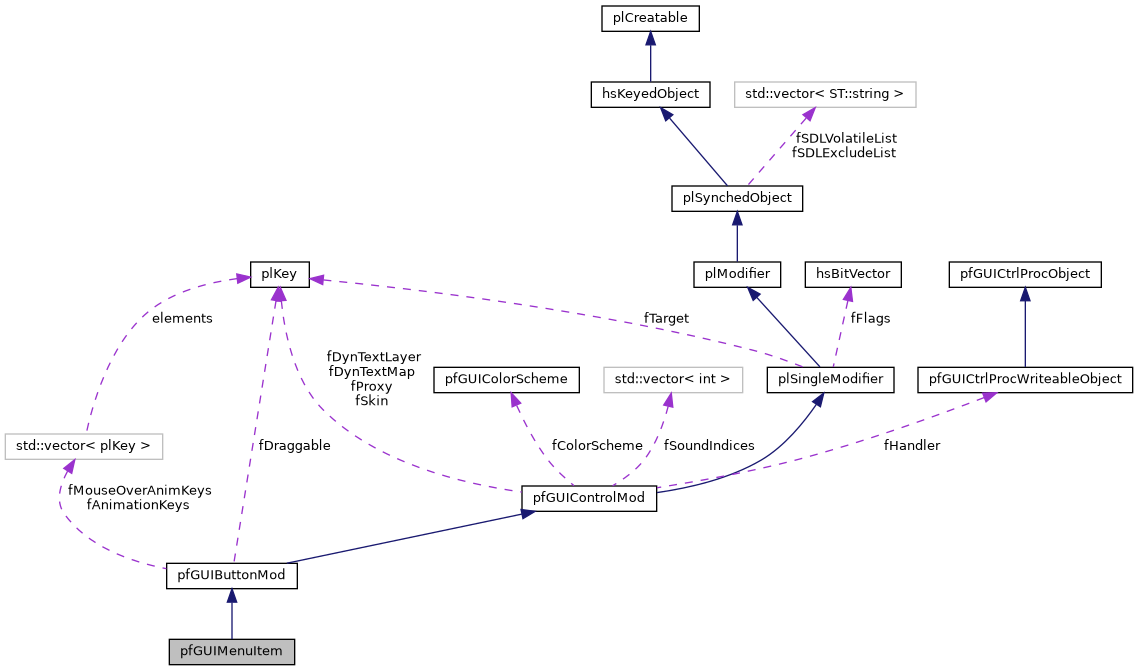 plCreatable
hsKeyedObject
std::vector< ST::string >
fSDLVolatileList
fSDLExcludeList
plSynchedObject
plKey
plModifier
hsBitVector
pfGUICtrlProcObject
elements
fTarget
fFlags
fDynTextLayer
fDynTextMap
fProxy
fSkin
pfGUIColorScheme
std::vector< int >
plSingleModifier
pfGUICtrlProcWriteableObject
std::vector< plKey >
fDraggable
fColorScheme
fSoundIndices
fHandler
fMouseOverAnimKeys
fAnimationKeys
pfGUIControlMod
pfGUIButtonMod
pfGUIMenuItem